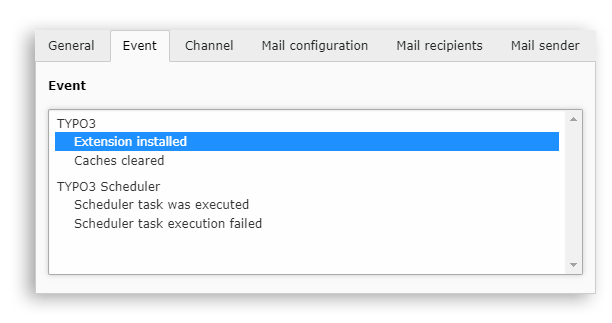 General Event Channel Mail configuration Mail recipients Mail sender
Event
TYPO3
Extension installed
Caches cleared
TYPO3 Scheduler
Scheduler task was executed
Scheduler task execution failed